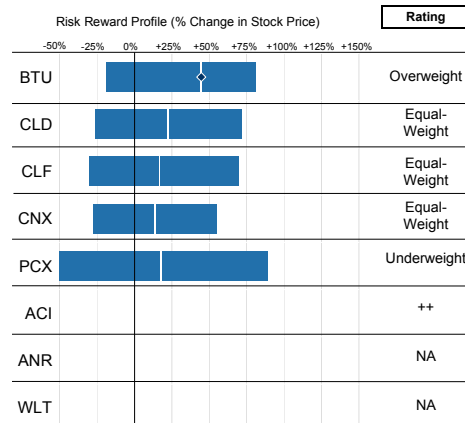 Risk Reward Profile (% Change in Stock Price)
Rating
-50% -25% 0% +25% +50% +75% +100% +150%
BTU Overweight
CLD Equal-
Weight
CLF Equal-
Weight
CNX Equal-
Weight
PCX Underweight
ACI ++
ANR NA
WLT NA